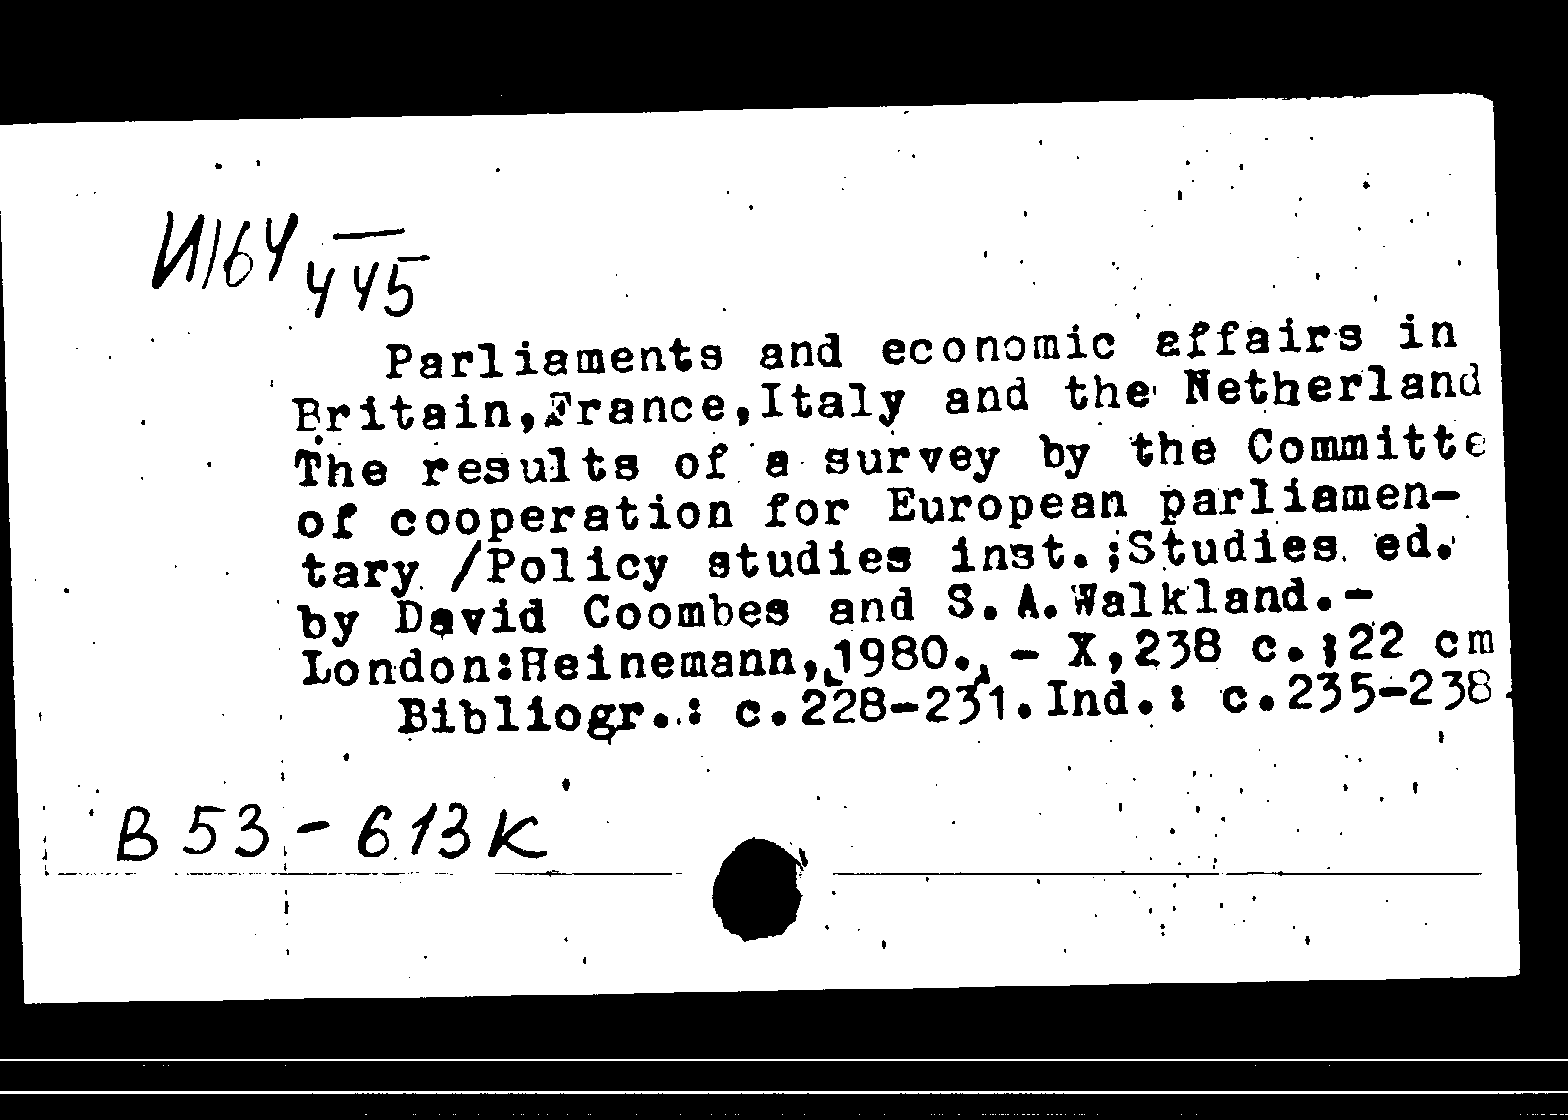 И164 —
445
Parliaments and economic affairs in
Britain,France,Italy and the Netherland
The results of a survey by the Committe
of cooperation for European parliamen-
tary /Policy studies inst.;Studies ed.
by David Coombes and S.A.Walkland.-
London:Heinemann,1980. - X,238 c.;22 cm
Bibliogr.: c.228-231.Ind.: c.235-238.
B 53-613к